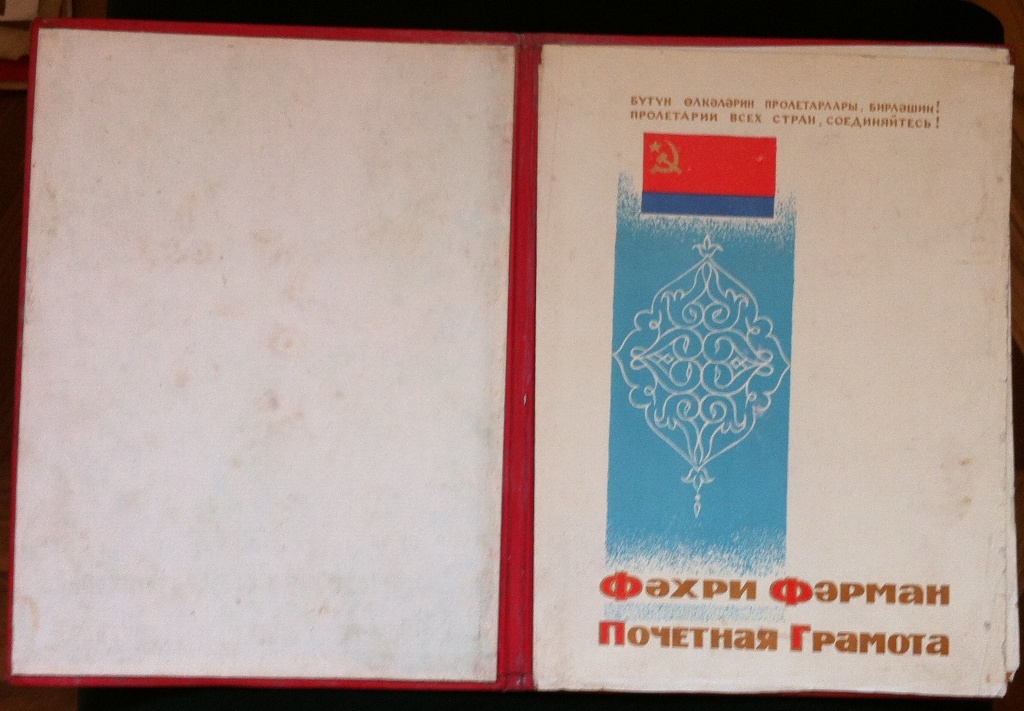 БҮТҮН ӨЛКӘЛӘРИН ПРОЛЕТАРЛАРЫ, БИРЛӘШИН!
ПРОЛЕТАРИИ ВСЕХ СТРАН, СОЕДИНЯЙТЕСЬ!
Фәхри Фәрман
Почетная Грамота